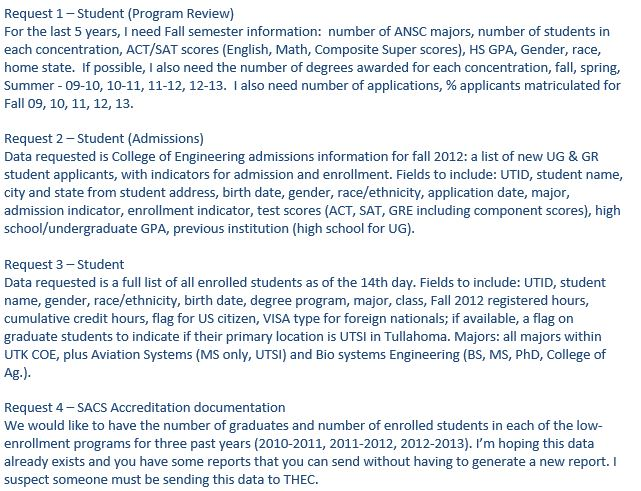 Request 1 – Student (Program Review)
For the last 5 years, I need Fall semester information:  number of ANSC majors, number of students in
each concentration, ACT/SAT scores (English, Math, Composite Super scores), HS GPA, Gender, race,
home state.  If possible, I also need the number of degrees awarded for each concentration, fall, spring,
Summer - 09-10, 10-11, 11-12, 12-13.  I also need number of applications, % applicants matriculated for
Fall 09, 10, 11, 12, 13.
Request 2 – Student (Admissions)
Data requested is College of Engineering admissions information for fall 2012: a list of new UG & GR
student applicants, with indicators for admission and enrollment. Fields to include: UTID, student name,
city and state from student address, birth date, gender, race/ethnicity, application date, major,
admission indicator, enrollment indicator, test scores (ACT, SAT, GRE including component scores), high
school/undergraduate GPA, previous institution (high school for UG).
Request 3 – Student
Data requested is a full list of all enrolled students as of the 14th day. Fields to include: UTID, student
name, gender, race/ethnicity, birth date, degree program, major, class, Fall 2012 registered hours,
cumulative credit hours, flag for US citizen, VISA type for foreign nationals; if available, a flag on
graduate students to indicate if their primary location is UTSI in Tullahoma. Majors: all majors within
UTK COE, plus Aviation Systems (MS only, UTSI) and Bio systems Engineering (BS, MS, PhD, College of
Ag.).
Request 4 – SACS Accreditation documentation
We would like to have the number of graduates and number of enrolled students in each of the low-
enrollment programs for three past years (2010-2011, 2011-2012, 2012-2013). I'm hoping this data
already exists and you have some reports that you can send without having to generate a new report. I
suspect someone must be sending this data to THEC.